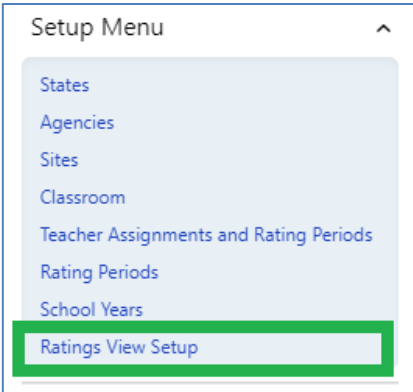 Setup Menu
States
Agencies
Sites
Classroom
Teacher Assignments and Rating Periods
Rating Periods
School Years
Ratings View Setup